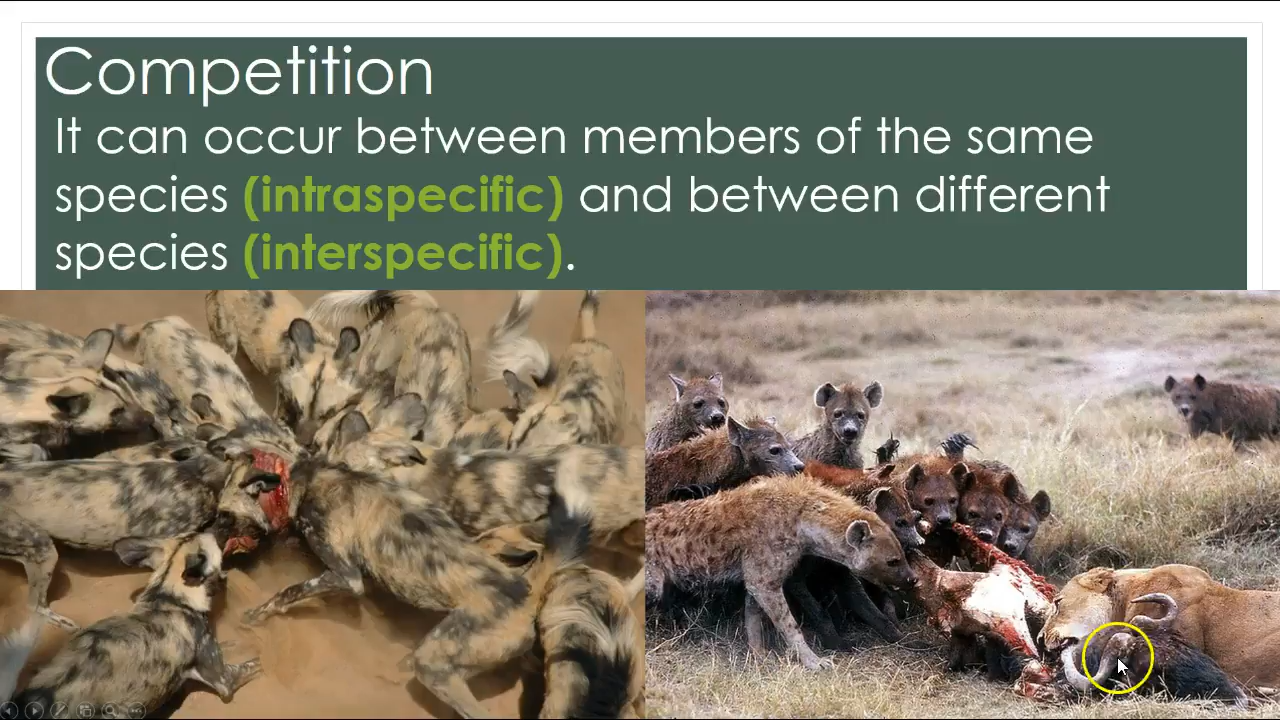 Competition
It can occur between members of the same
species (intraspecific) and between different
species (interspecific).